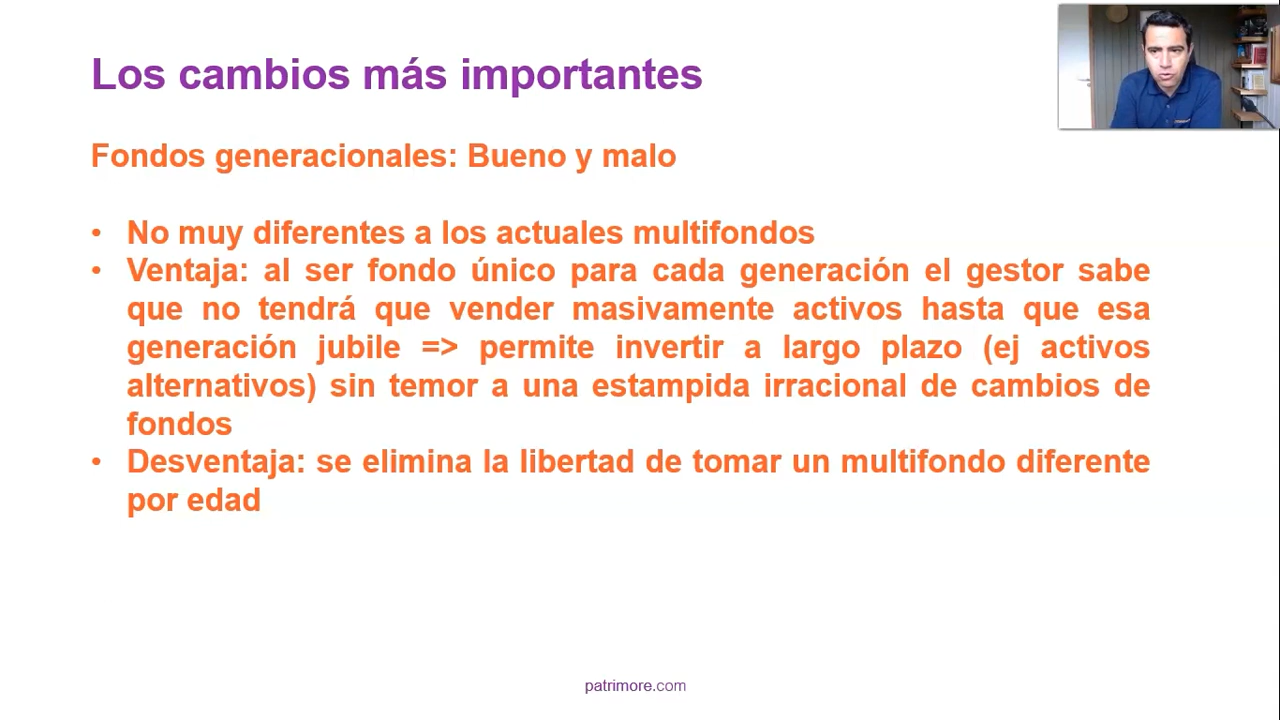 Los cambios más importantes
Fondos generacionales: Bueno y malo
• No muy diferentes a los actuales multifondos
• Ventaja: al ser fondo único para cada generación el gestor sabe
que no tendrá que vender masivamente activos hasta que esa
generación jubile => permite invertir a largo plazo (ej activos
alternativos) sin temor a una estampida irracional de cambios de
fondos
• Desventaja: se elimina la libertad de tomar un multifondo diferente
por edad
patrimore.com